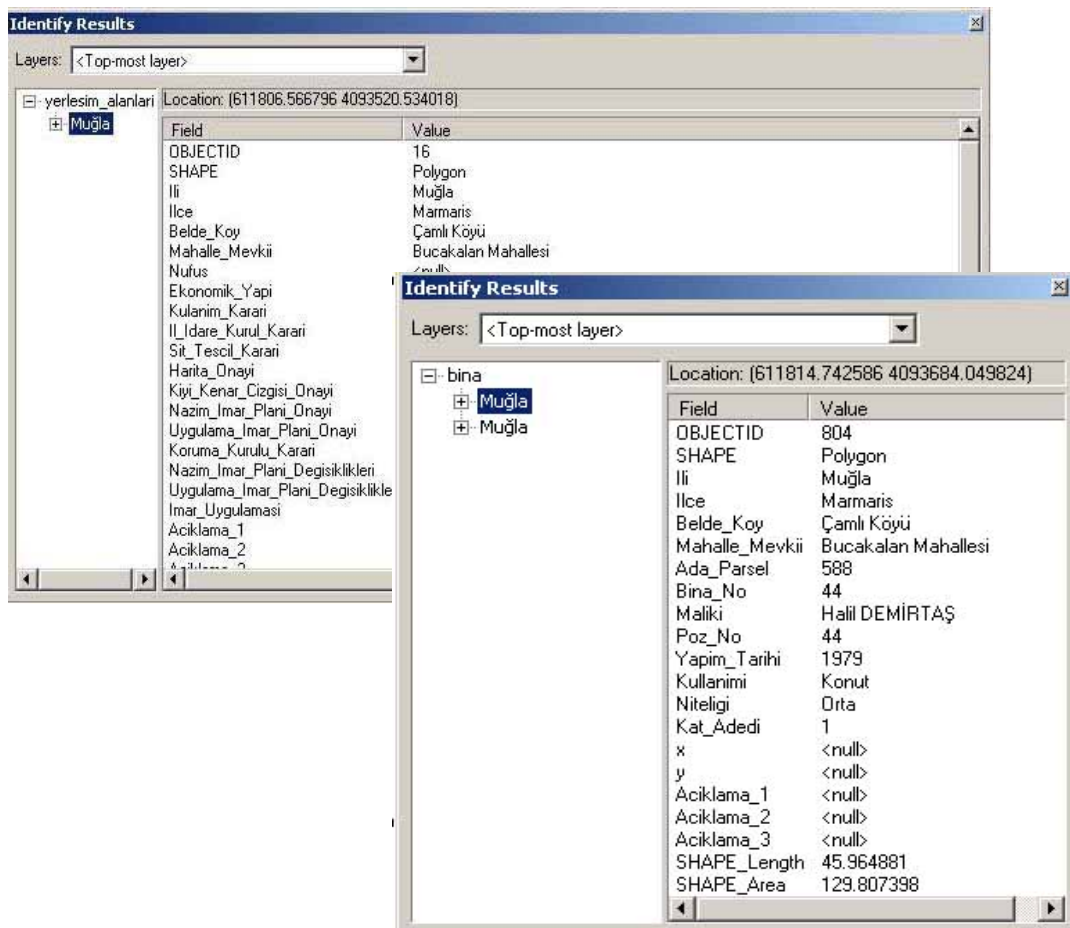 Identify Results
Layers: <Top-most layer>
yerlesim_alanlari
Muğla
Location: (611806.566796 4093520.534018)
Field Value
OBJECTID 16
SHAPE Polygon
Ili Muğla
Ilce Marmaris
Belde_Koy Çamlı Köyü
Mahalle_Mevkii Bucakalan Mahallesi
Nufus <null>
Ekonomik_Yapi
Kulanim_Karari
Il_Idare_Kurul_Karari
Sit_Tescil_Karari
Harita_Onayi
Kiyi_Kenar_Cizgisi_Onayi
Nazim_Imar_Plani_Onayi
Uygulama_Imar_Plani_Onayi
Koruma_Kurulu_Karari
Nazim_Imar_Plani_Degisiklikleri
Uygulama_Imar_Plani_Degisiklikle
Imar_Uygulamasi
Aciklama_1
Aciklama_2
Identify Results
Layers: <Top-most layer>
bina
Muğla
Muğla
Location: (611814.742586 4093684.049824)
Field Value
OBJECTID 804
SHAPE Polygon
Ili Muğla
Ilce Marmaris
Belde_Koy Çamlı Köyü
Mahalle_Mevkii Bucakalan Mahallesi
Ada_Parsel 588
Bina_No 44
Maliki Halil DEMİRTAŞ
Poz_No 44
Yapim_Tarihi 1979
Kullanimi Konut
Niteligi Orta
Kat_Adedi 1
x <null>
y <null>
Aciklama_1 <null>
Aciklama_2 <null>
Aciklama_3 <null>
SHAPE_Length 45.964881
SHAPE_Area 129.807398